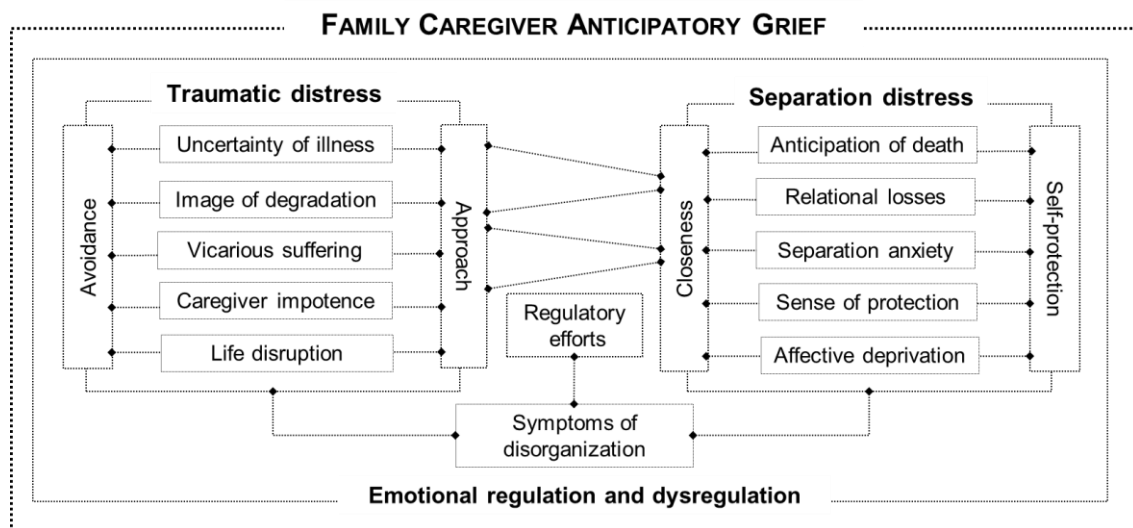 FAMILY CAREGIVER ANTICIPATORY GRIEF
Traumatic distress
Avoidance
Uncertainty of illness
Image of degradation
Vicarious suffering
Caregiver impotence
Life disruption
Approach
Separation distress
Closeness
Anticipation of death
Relational losses
Separation anxiety
Sense of protection
Affective deprivation
Self-protection
Regulatory
efforts
Symptoms of
disorganization
Emotional regulation and dysregulation